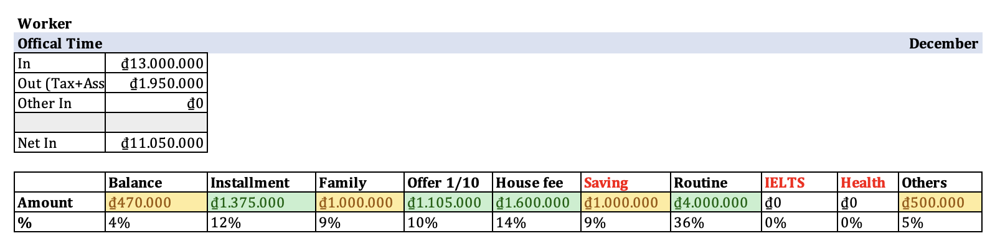 Worker
Offical Time December
In ₫13.000.000
Out (Tax+Ass ₫1.950.000
Other In ₫0
Net In ₫11.050.000
Balance Installment Family Offer 1/10 House fee Saving Routine IELTS Health Others
Amount ₫470.000 ₫1.375.000 ₫1.000.000 ₫1.105.000 ₫1.600.000 ₫1.000.000 ₫4.000.000 ₫0 ₫0 ₫500.000
% 4% 12% 9% 10% 14% 9% 36% 0% 0% 5%